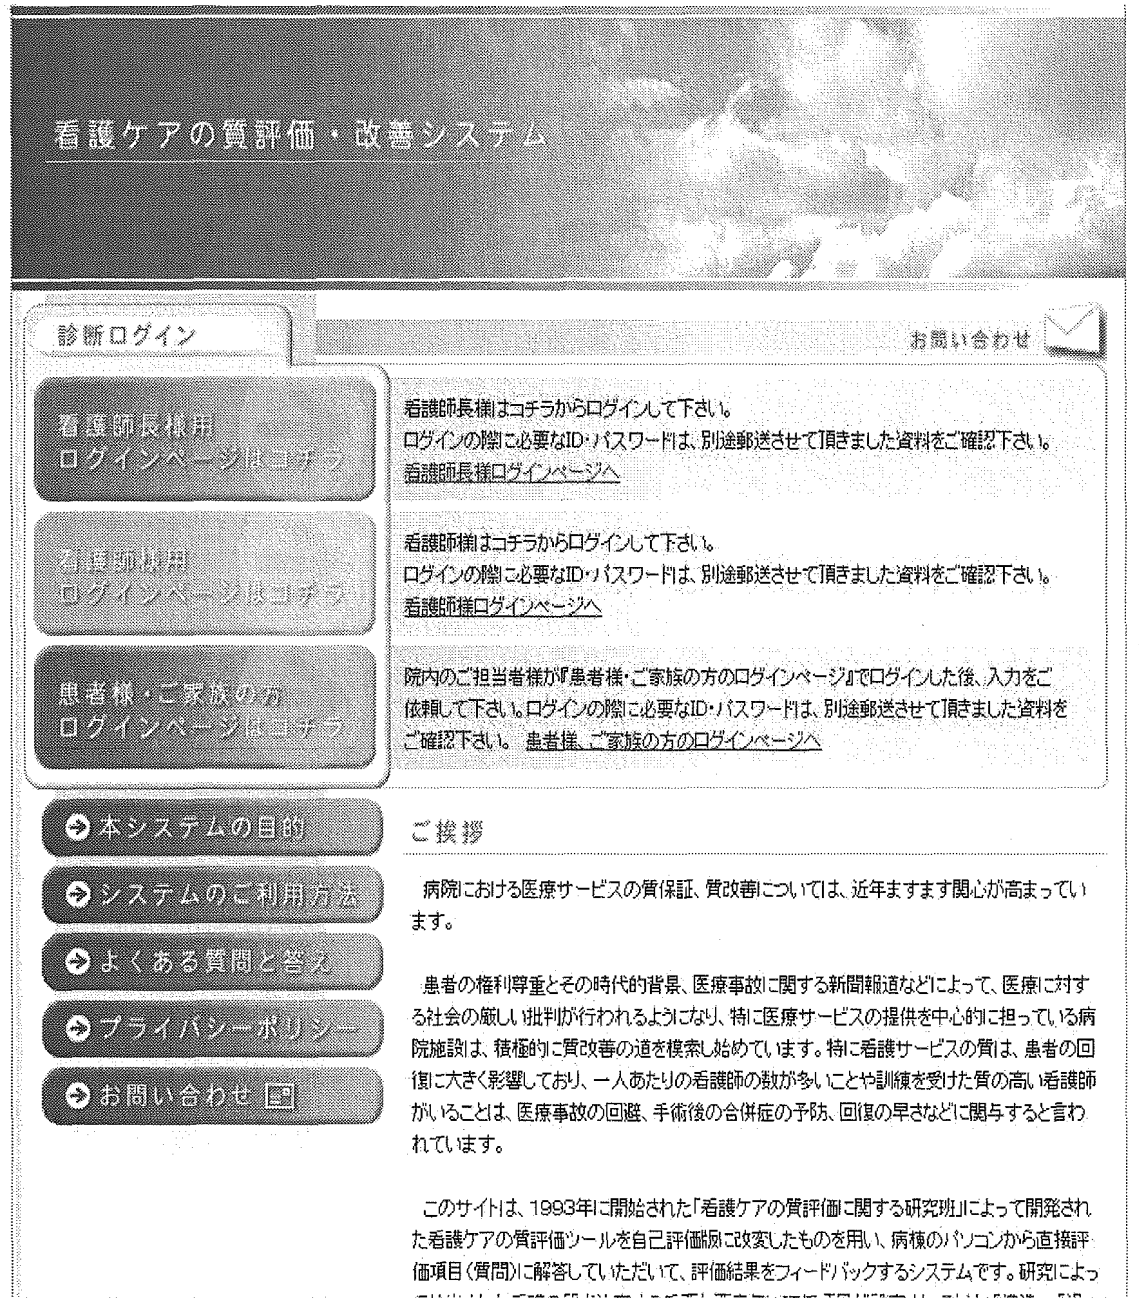 看護ケアの質評価・改善システム
診断ログイン
お問い合わせ
看護師長様用
ログインページはコチラ
看護師長様はコチラからログインして下さい。
ログインの際に必要なID・パスワードは、別途郵送させて頂きました資料をご確認下さい。
看護師長様ログインページへ
看護師様用
ログインページはコチラ
看護師様はコチラからログインして下さい。
ログインの際に必要なID・パスワードは、別途郵送させて頂きました資料をご確認下さい。
看護師様ログインページへ
患者様・ご家族の方
ログインページはコチラ
院内のご担当者様が『患者様・ご家族の方のログインページ』でログインした後、入力をご
依頼して下さい。ログインの際に必要なID・パスワードは、別途郵送させて頂きました資料を
ご確認下さい。 患者様、ご家族の方のログインページへ
本システムの目的
システムのご利用方法
よくある質問と答え
プライバシーポリシー
お問い合わせ
ご挨拶
病院における医療サービスの質保証、質改善については、近年ますます関心が高まってい
ます。
患者の権利尊重とその時代的背景、医療事故に関する新聞報道などによって、医療に対す
る社会の厳しい批判が行われるようになり、特に医療サービスの提供を中心的に担っている病
院施設は、積極的に質改善の道を模索し始めています。特に看護サービスの質は、患者の回
復に大きく影響しており、一人あたりの看護師の数が多いことや訓練を受けた質の高い看護師
がいることは、医療事故の回避、手術後の合併症の予防、回復の早さなどに関与すると言わ
れています。
このサイトは、1993年に開始された「看護ケアの質評価に関する研究班」によって開発され
た看護ケアの質評価ツールを自己評価版に改変したものを用い、病棟のパソコンから直接評
価項目(質問)に解答していただいて、評価結果をフィードバックするシステムです。研究によっ